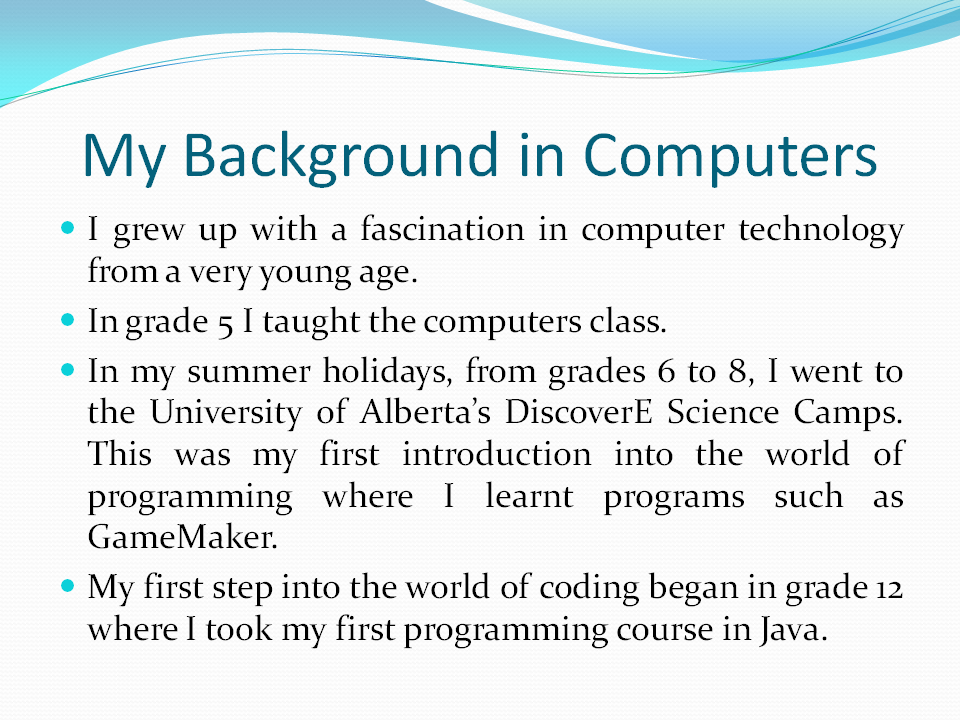 My Background in Computers
• I grew up with a fascination in computer technology
from a very young age.
• In grade 5 I taught the computers class.
• In my summer holidays, from grades 6 to 8, I went to
the University of Alberta’s DiscoverE Science Camps.
This was my first introduction into the world of
programming where I learnt programs such as
GameMaker.
• My first step into the world of coding began in grade 12
where I took my first programming course in Java.